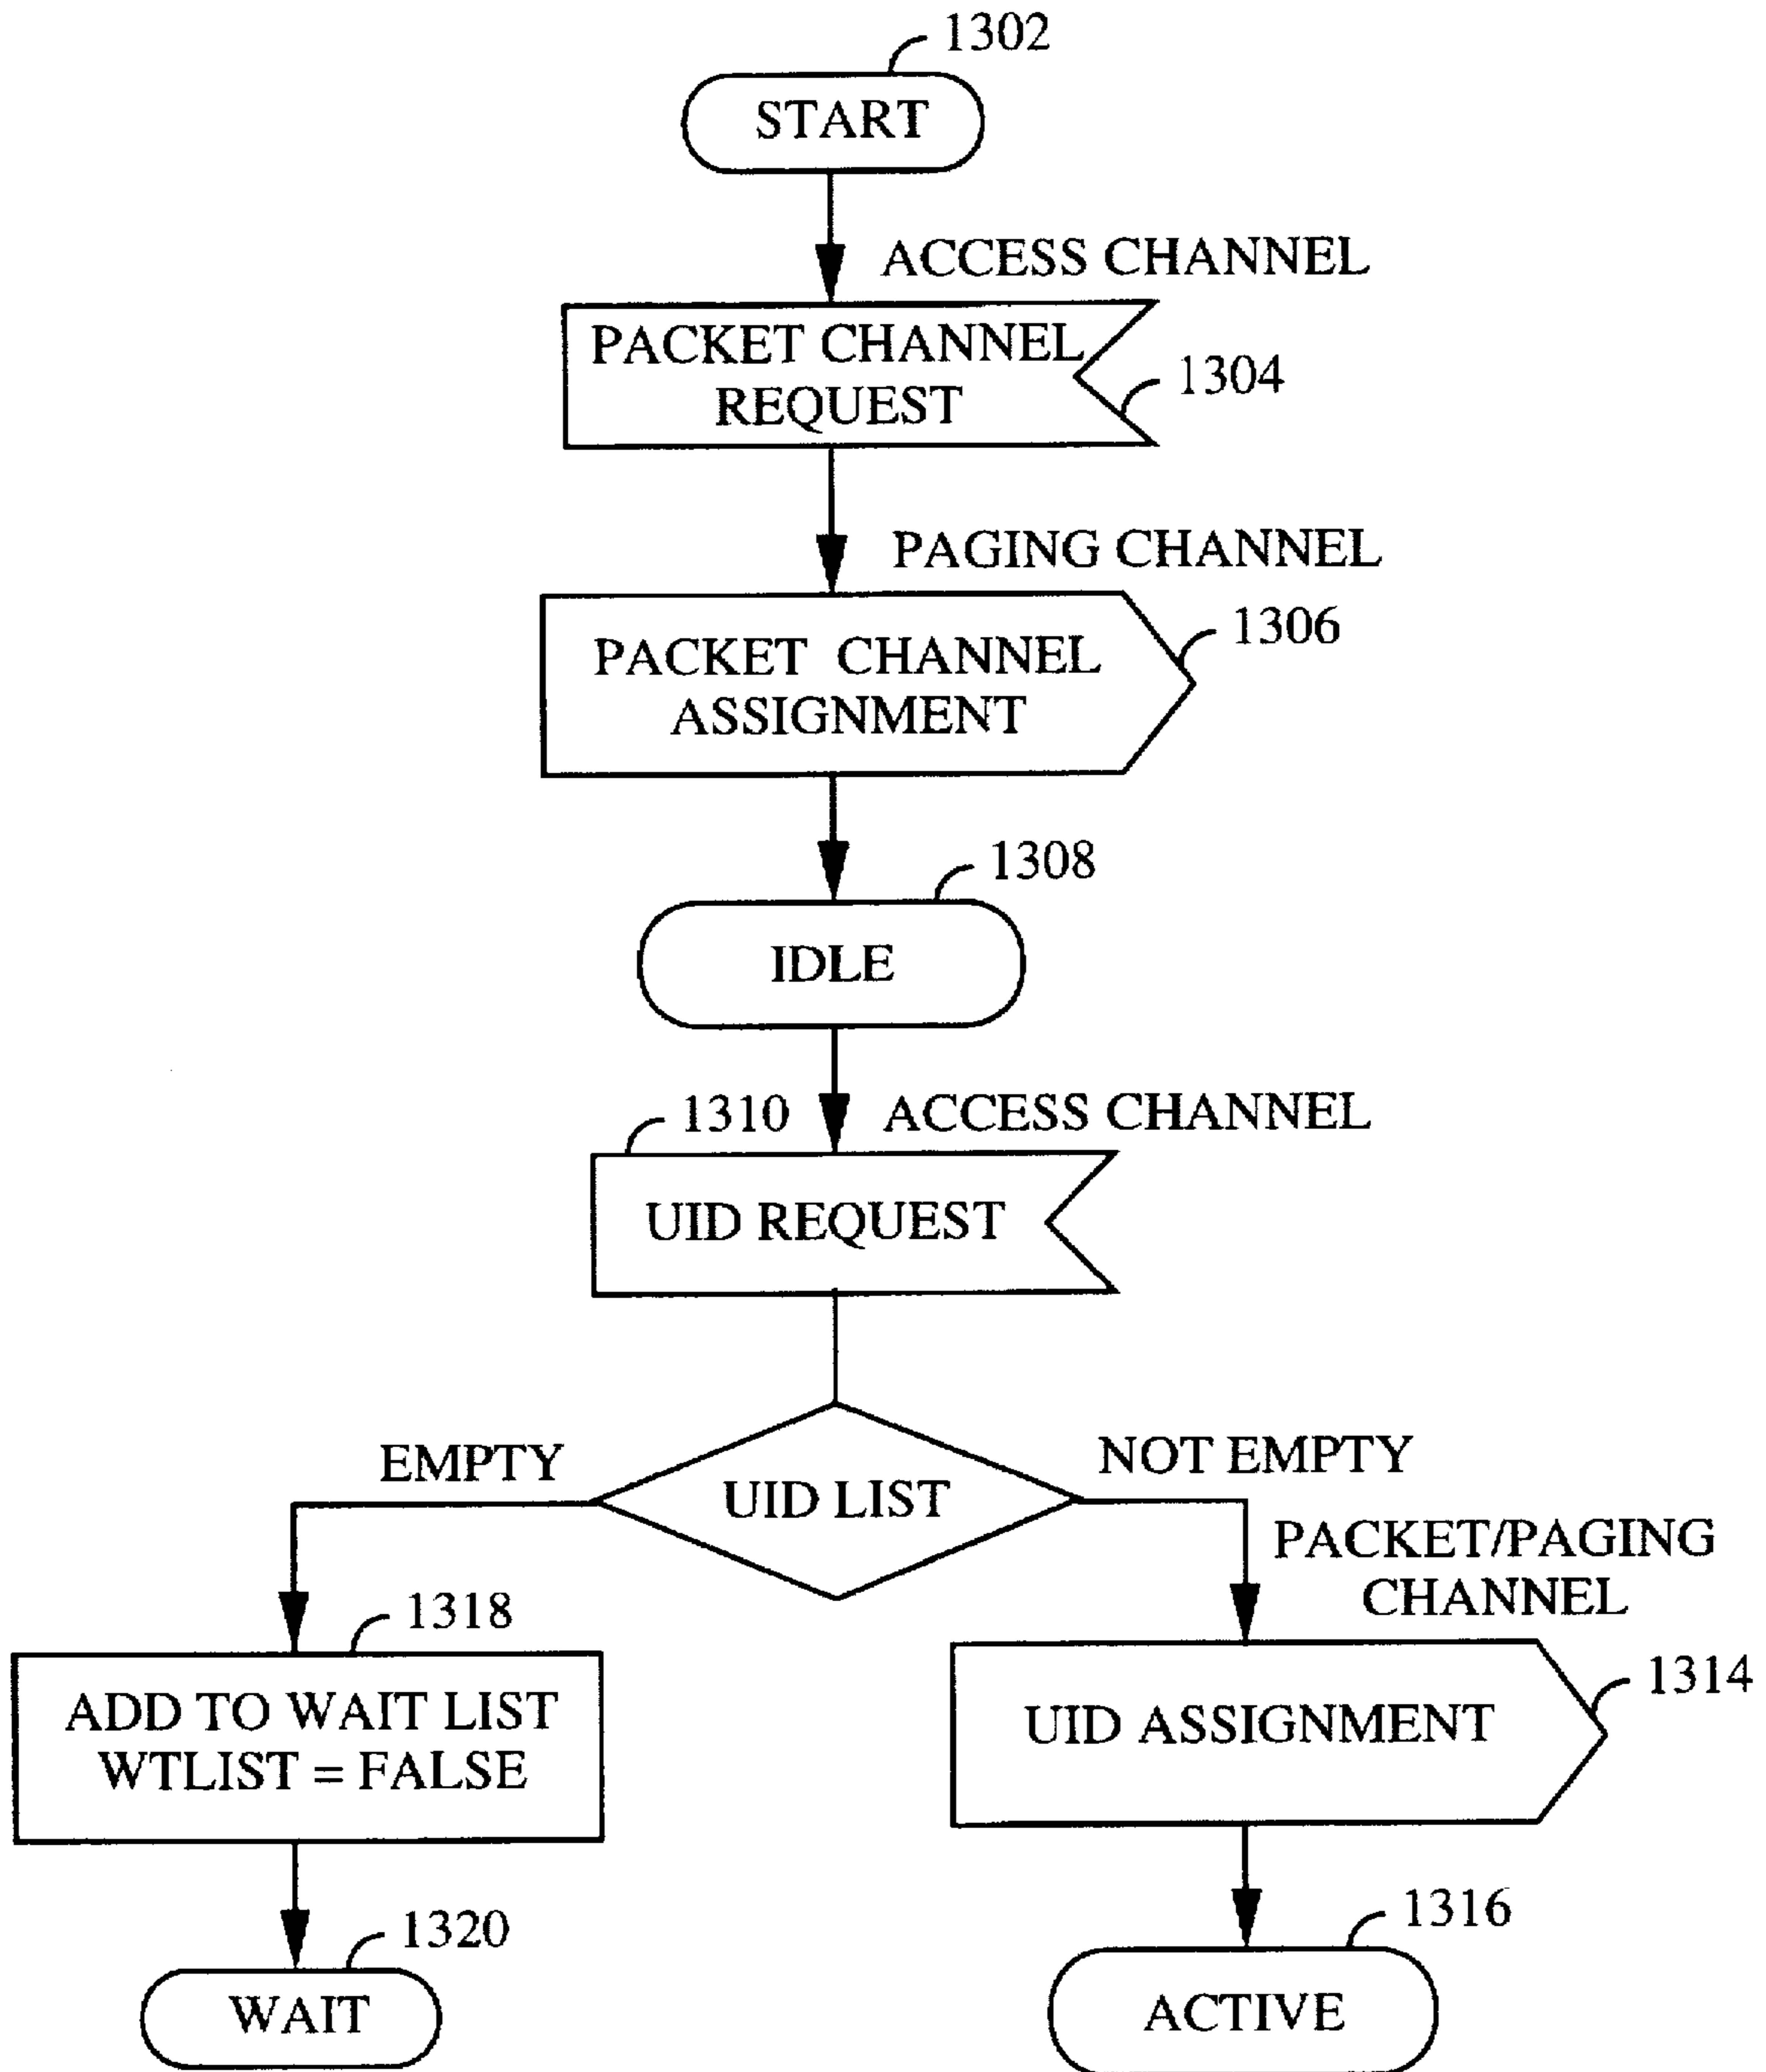 1302
START
ACCESS CHANNEL
PACKET CHANNEL
REQUEST
1304
PAGING CHANNEL
PACKET CHANNEL
ASSIGNMENT
1306
1308
IDLE
1310
ACCESS CHANNEL
UID REQUEST
EMPTY
UID LIST
NOT EMPTY
PACKET/PAGING
CHANNEL
1318
ADD TO WAIT LIST
WTLIST = FALSE
1314
UID ASSIGNMENT
1320
WAIT
1316
ACTIVE